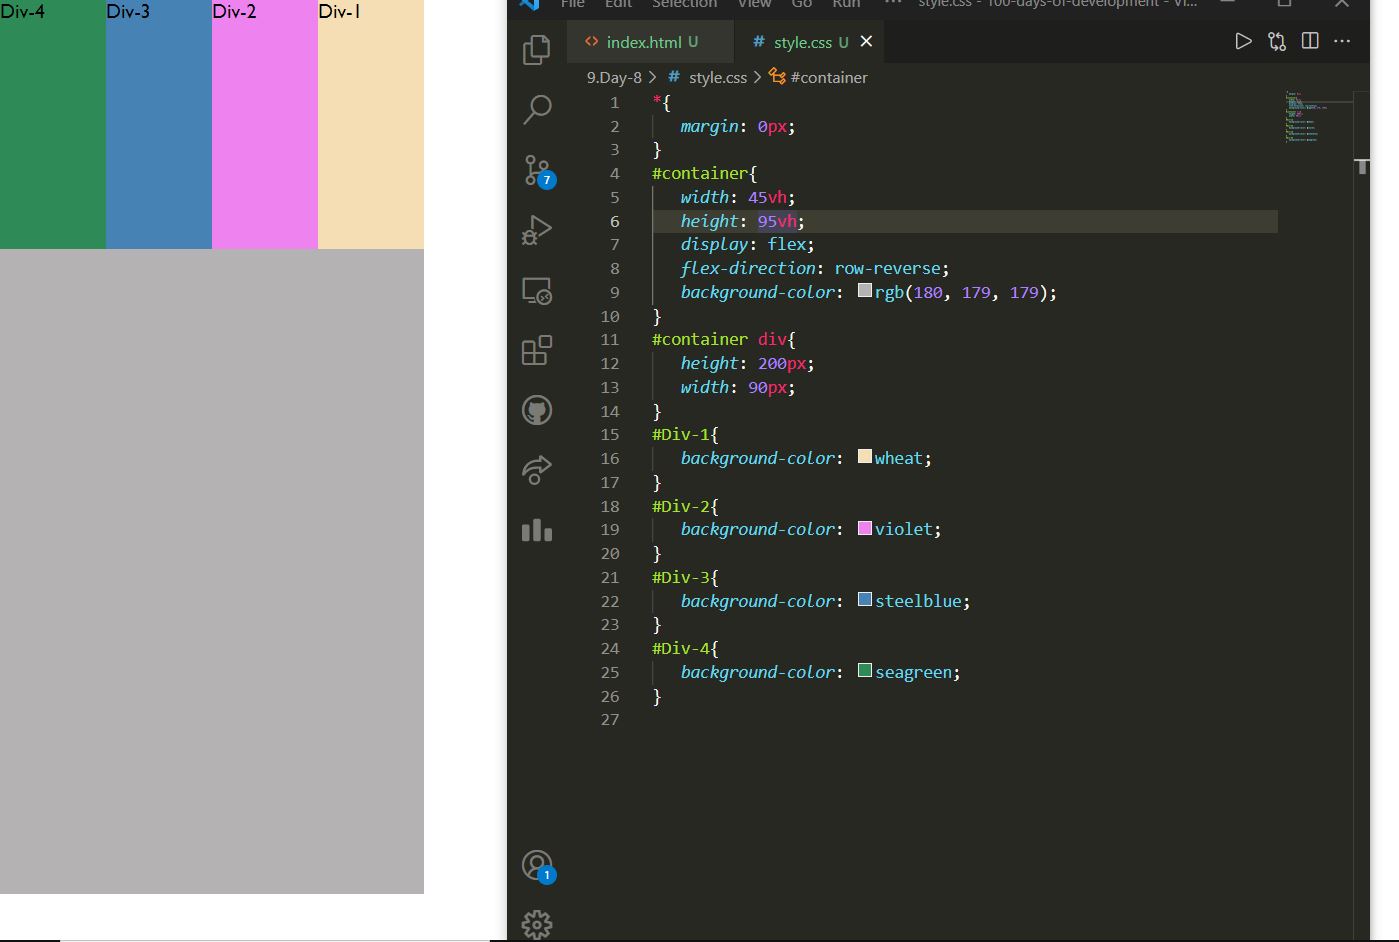 Div-4 Div-3 Div-2 Div-1
File Edit Selection View Go Run ··· style.css - 100-days-of-development - Vi...
index.html U # style.css U
9.Day-8 > # style.css > #container
1 *{
2 margin: 0px;
3 }
4 #container{
5 width: 45vh;
6 height: 95vh;
7 display: flex;
8 flex-direction: row-reverse;
9 background-color: rgb(180, 179, 179);
10 }
11 #container div{
12 height: 200px;
13 width: 90px;
14 }
15 #Div-1{
16 background-color: wheat;
17 }
18 #Div-2{
19 background-color: violet;
20 }
21 #Div-3{
22 background-color: steelblue;
23 }
24 #Div-4{
25 background-color: seagreen;
26 }
27
7
1